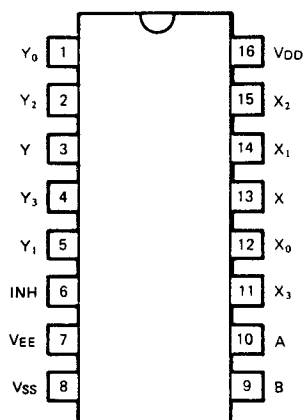 Y₀ 1 16 VDD
Y₂ 2 15 X₂
Y 3 14 X₁
Y₃ 4 13 X
Y₁ 5 12 X₀
INH 6 11 X₃
VEE 7 10 A
VSS 8 9 B